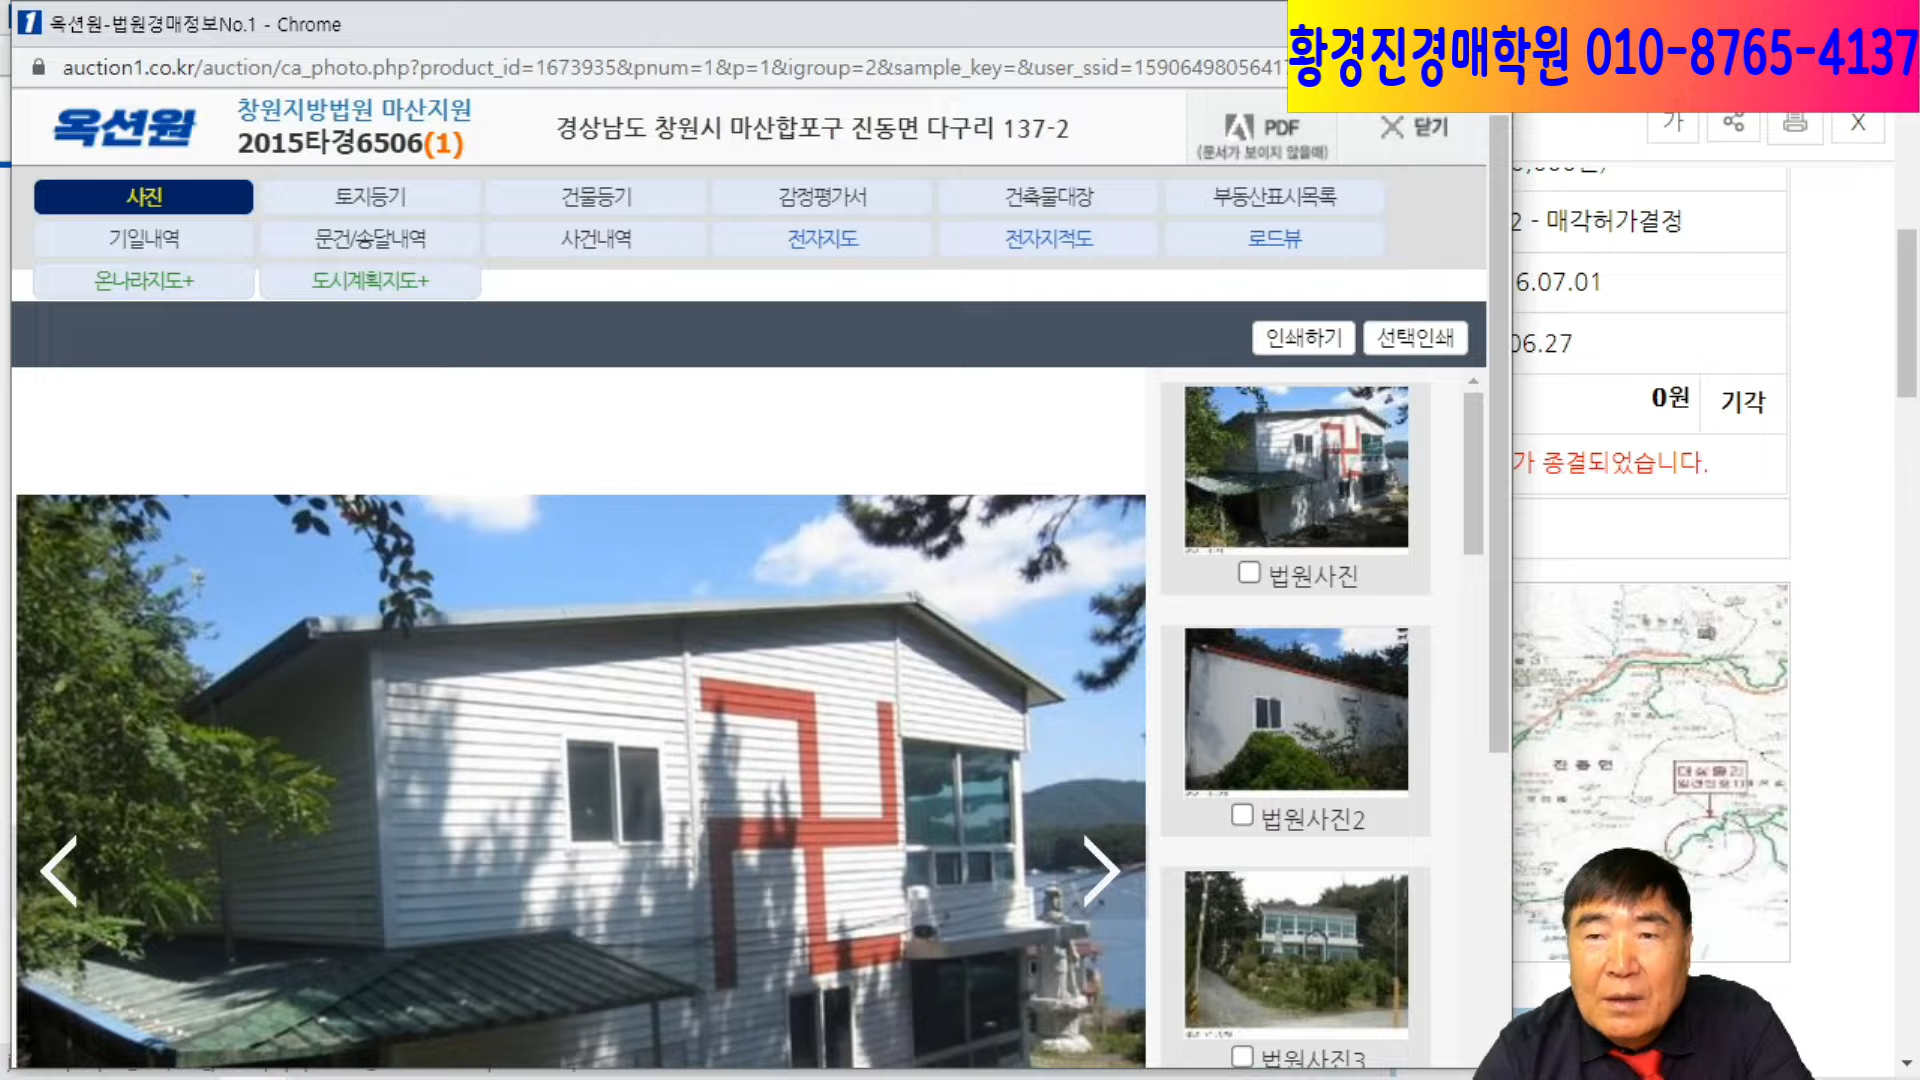 옥션원-법원경매정보No.1 - Chrome
황경진경매학원 010-8765-4137
auction1.co.kr/auction/ca_photo.php?product_id=1673935&pnum=1&p=1&igroup=2&sample_key=&user_ssid=1590649805641
옥션원
창원지방법원 마산지원
2015타경6506(1)
경상남도 창원시 마산합포구 진동면 다구리 137-2
PDF
(문서가 보이지 않을때)
닫기
가
X
사진 토지등기 건물등기 감정평가서 건축물대장 부동산표시목록
기일내역 문건/송달내역 사건내역 전자지도 전자지적도 로드뷰
온나라지도+ 도시계획지도+
인쇄하기 선택인쇄
2 - 매각허가결정
6.07.01
06.27
0원 기각
가 종결되었습니다.
법원사진
법원사진2
법원사진3
진동면